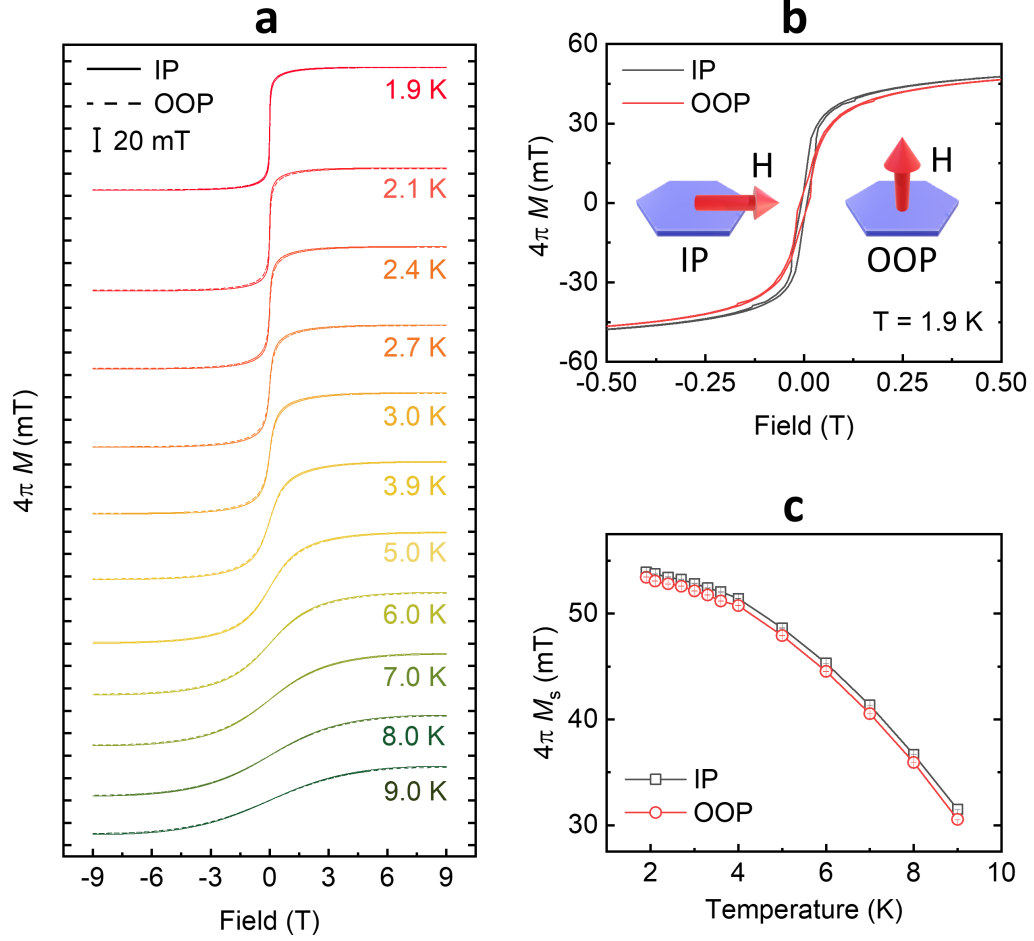 a
IP
OOP
20 mT
1.9 K
2.1 K
2.4 K
2.7 K
3.0 K
3.9 K
5.0 K
6.0 K
7.0 K
8.0 K
9.0 K
4π M (mT)
-9 -6 -3 0 3 6 9
Field (T)
b
IP
OOP
60
30
0
-30
-60
4π M (mT)
H
IP
H
OOP
T = 1.9 K
-0.50 -0.25 0.00 0.25 0.50
Field (T)
c
50
40
30
4π Ms (mT)
IP
OOP
2 4 6 8 10
Temperature (K)